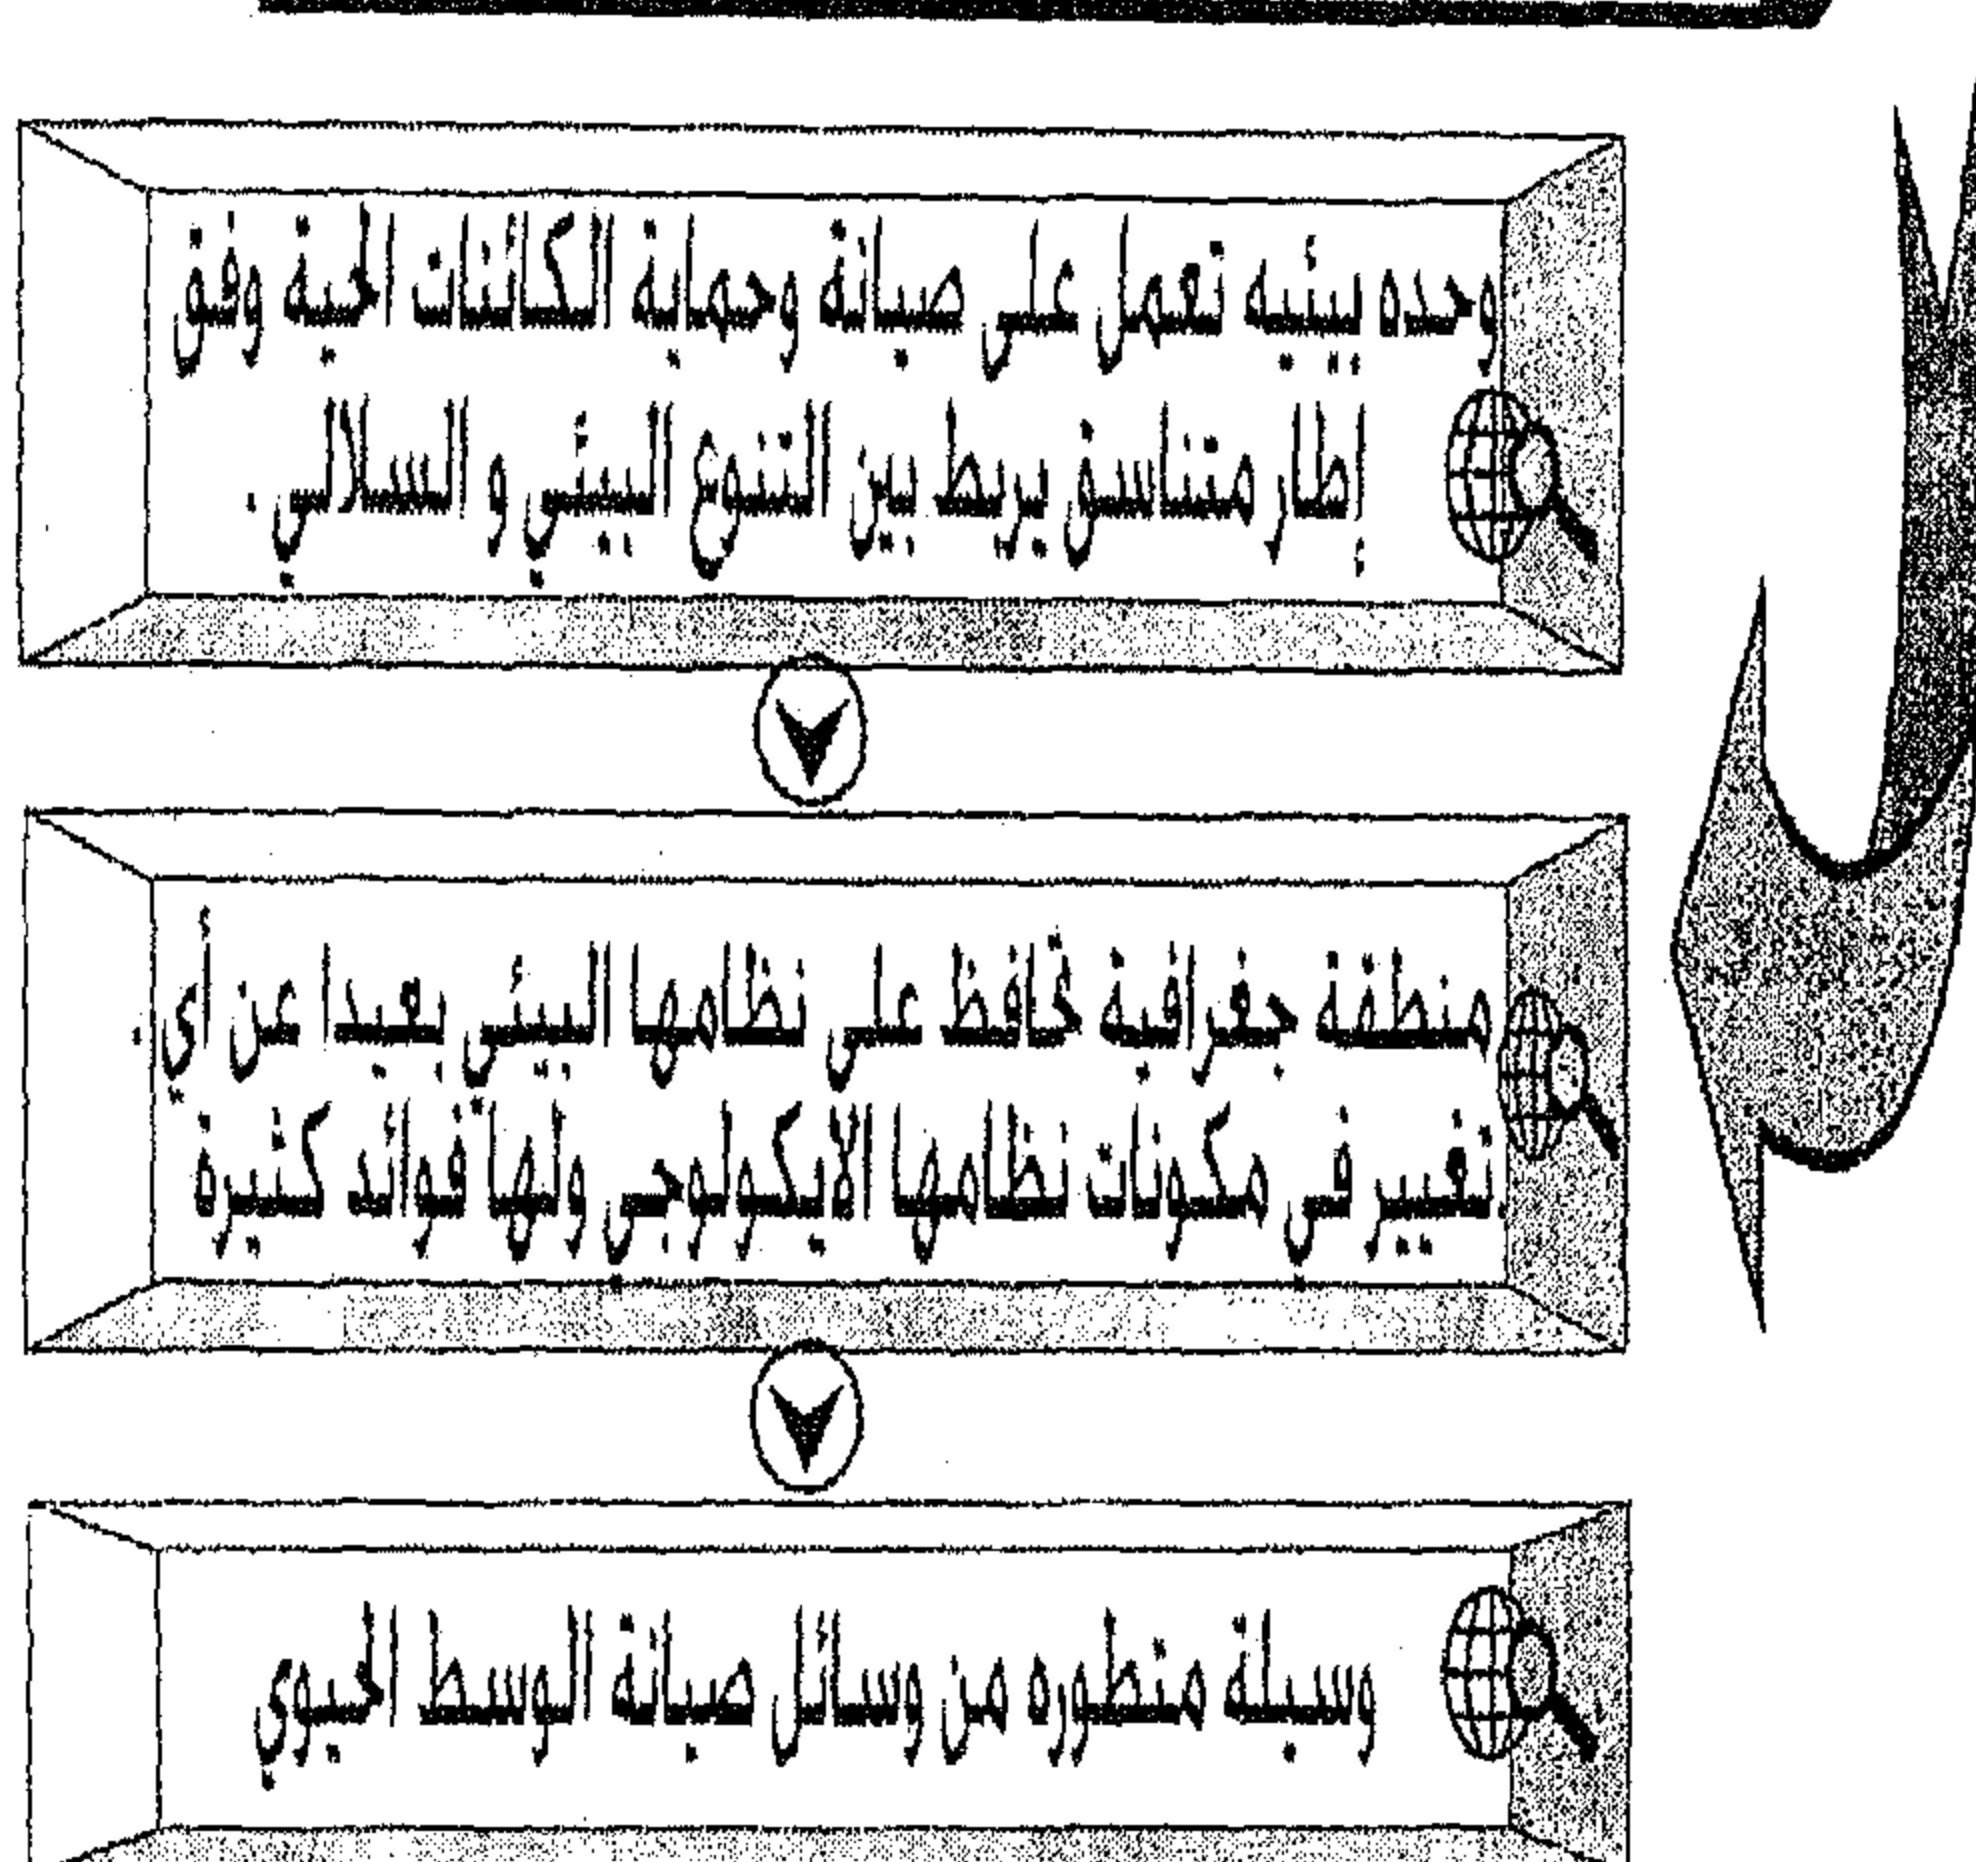 وحده بيئيه تعمل على صيانة وحماية الكائنات الحية وفق
إطار متناسق يربط بين التنوع البيئي و السلالي .
منطقة جغرافية تحافظ على نظامها البيئي بعيدا عن أي .
تغيير في مكونات نظامها الايكولوجي ولها فوائد كثيرة
وسيلة متطوره من وسائل صيانة الوسط الحيوي